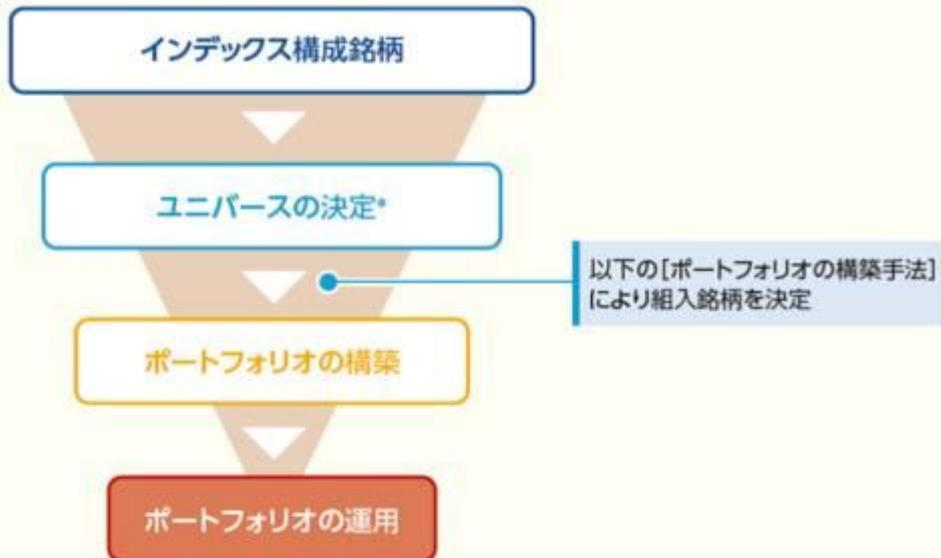 インデックス構成銘柄
ユニバースの決定*
以下の[ポートフォリオの構築手法]
により組入銘柄を決定
ポートフォリオの構築
ポートフォリオの運用